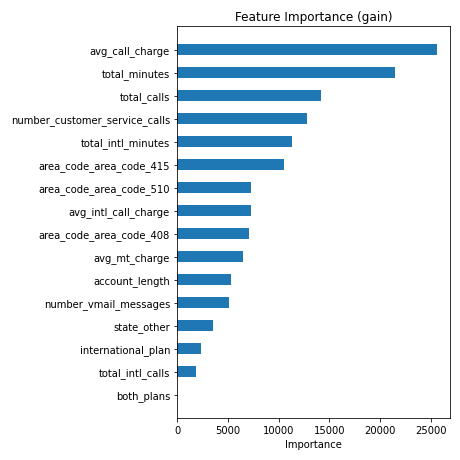 Feature Importance (gain)
avg_call_charge
total_minutes
total_calls
number_customer_service_calls
total_intl_minutes
area_code_area_code_415
area_code_area_code_510
avg_intl_call_charge
area_code_area_code_408
avg_mt_charge
account_length
number_vmail_messages
state_other
international_plan
total_intl_calls
both_plans
0 5000 10000 15000 20000 25000
Importance